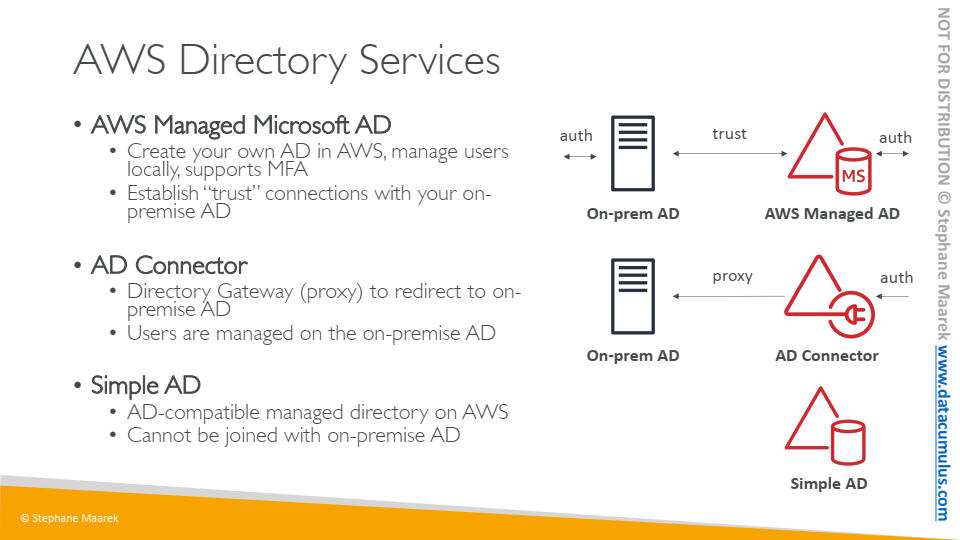 AWS Directory Services
• AWS Managed Microsoft AD
• Create your own AD in AWS, manage users
locally, supports MFA
• Establish “trust” connections with your on-
premise AD
• AD Connector
• Directory Gateway (proxy) to redirect to on-
premise AD
• Users are managed on the on-premise AD
• Simple AD
• AD-compatible managed directory on AWS
• Cannot be joined with on-premise AD
auth
trust
auth
MS
On-prem AD
AWS Managed AD
proxy
auth
On-prem AD
AD Connector
Simple AD
© Stephane Maarek
NOT FOR DISTRIBUTION © Stephane Maarek www.datacumulus.com